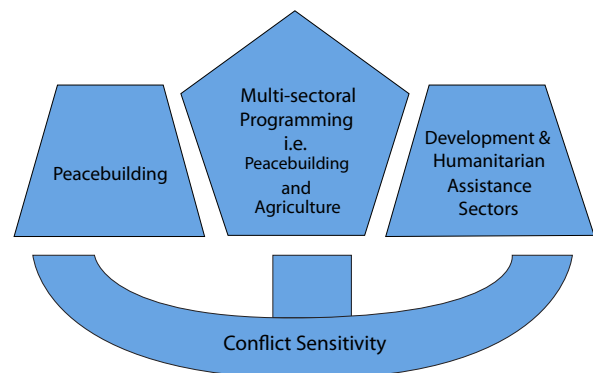 Peacebuilding
Multi-sectoral
Programming
i.e.
Peacebuilding
and
Agriculture
Development &
Humanitarian
Assistance
Sectors
Conflict Sensitivity